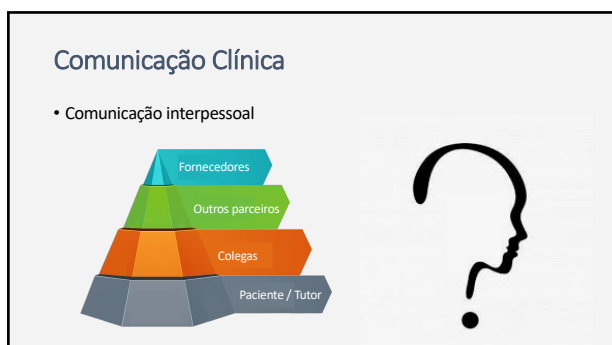 Comunicação Clínica
• Comunicação interpessoal
Fornecedores
Outros parceiros
Colegas
Paciente / Tutor